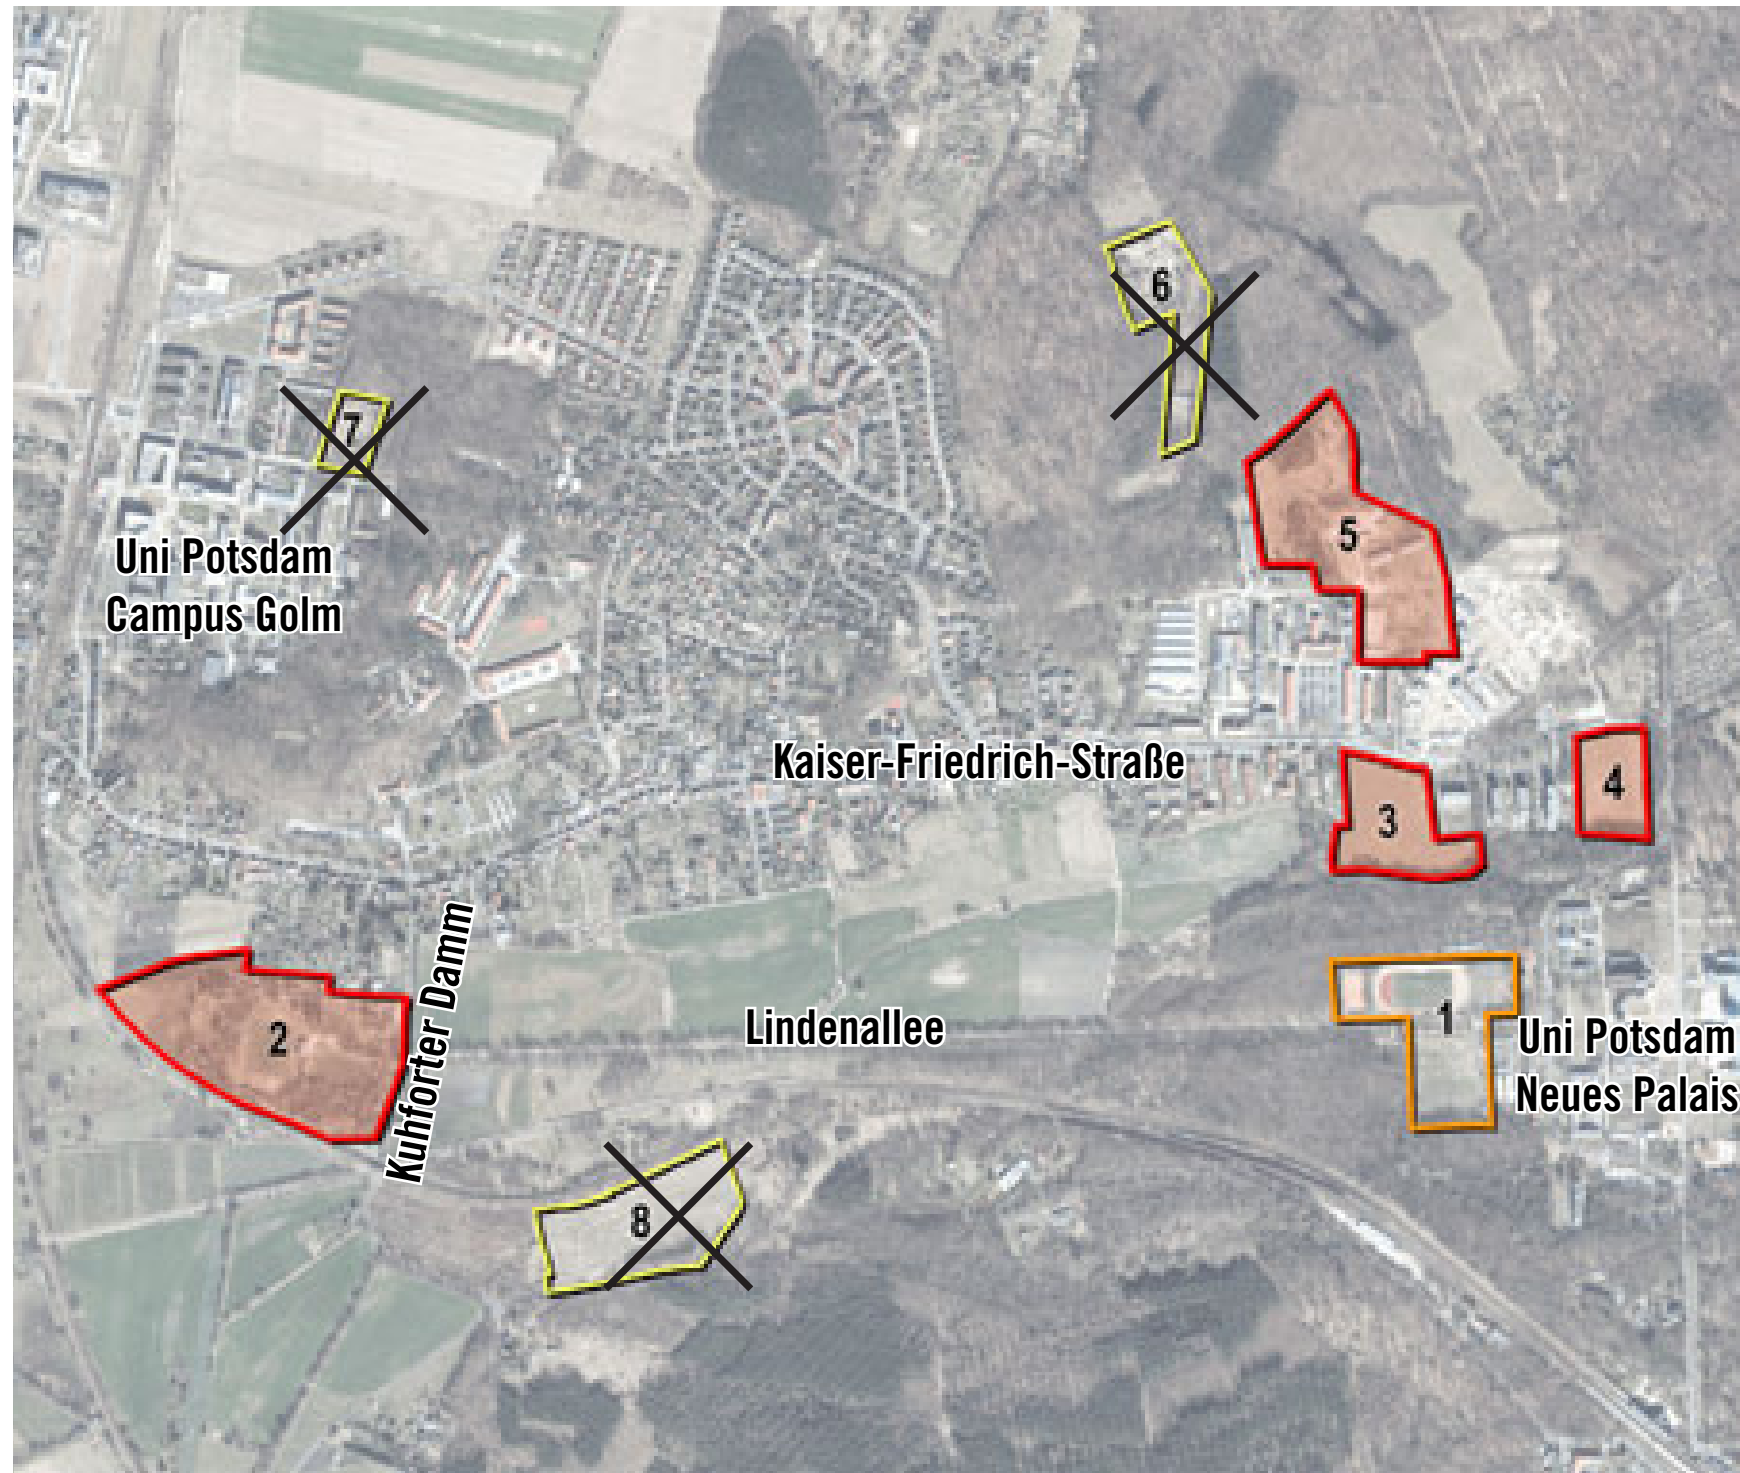 6
7
5
Uni Potsdam
Campus Golm
Kaiser-Friedrich-Straße
4
3
Kuhforter Damm
2
Lindenallee
1
Uni Potsdam
Neues Palais
8